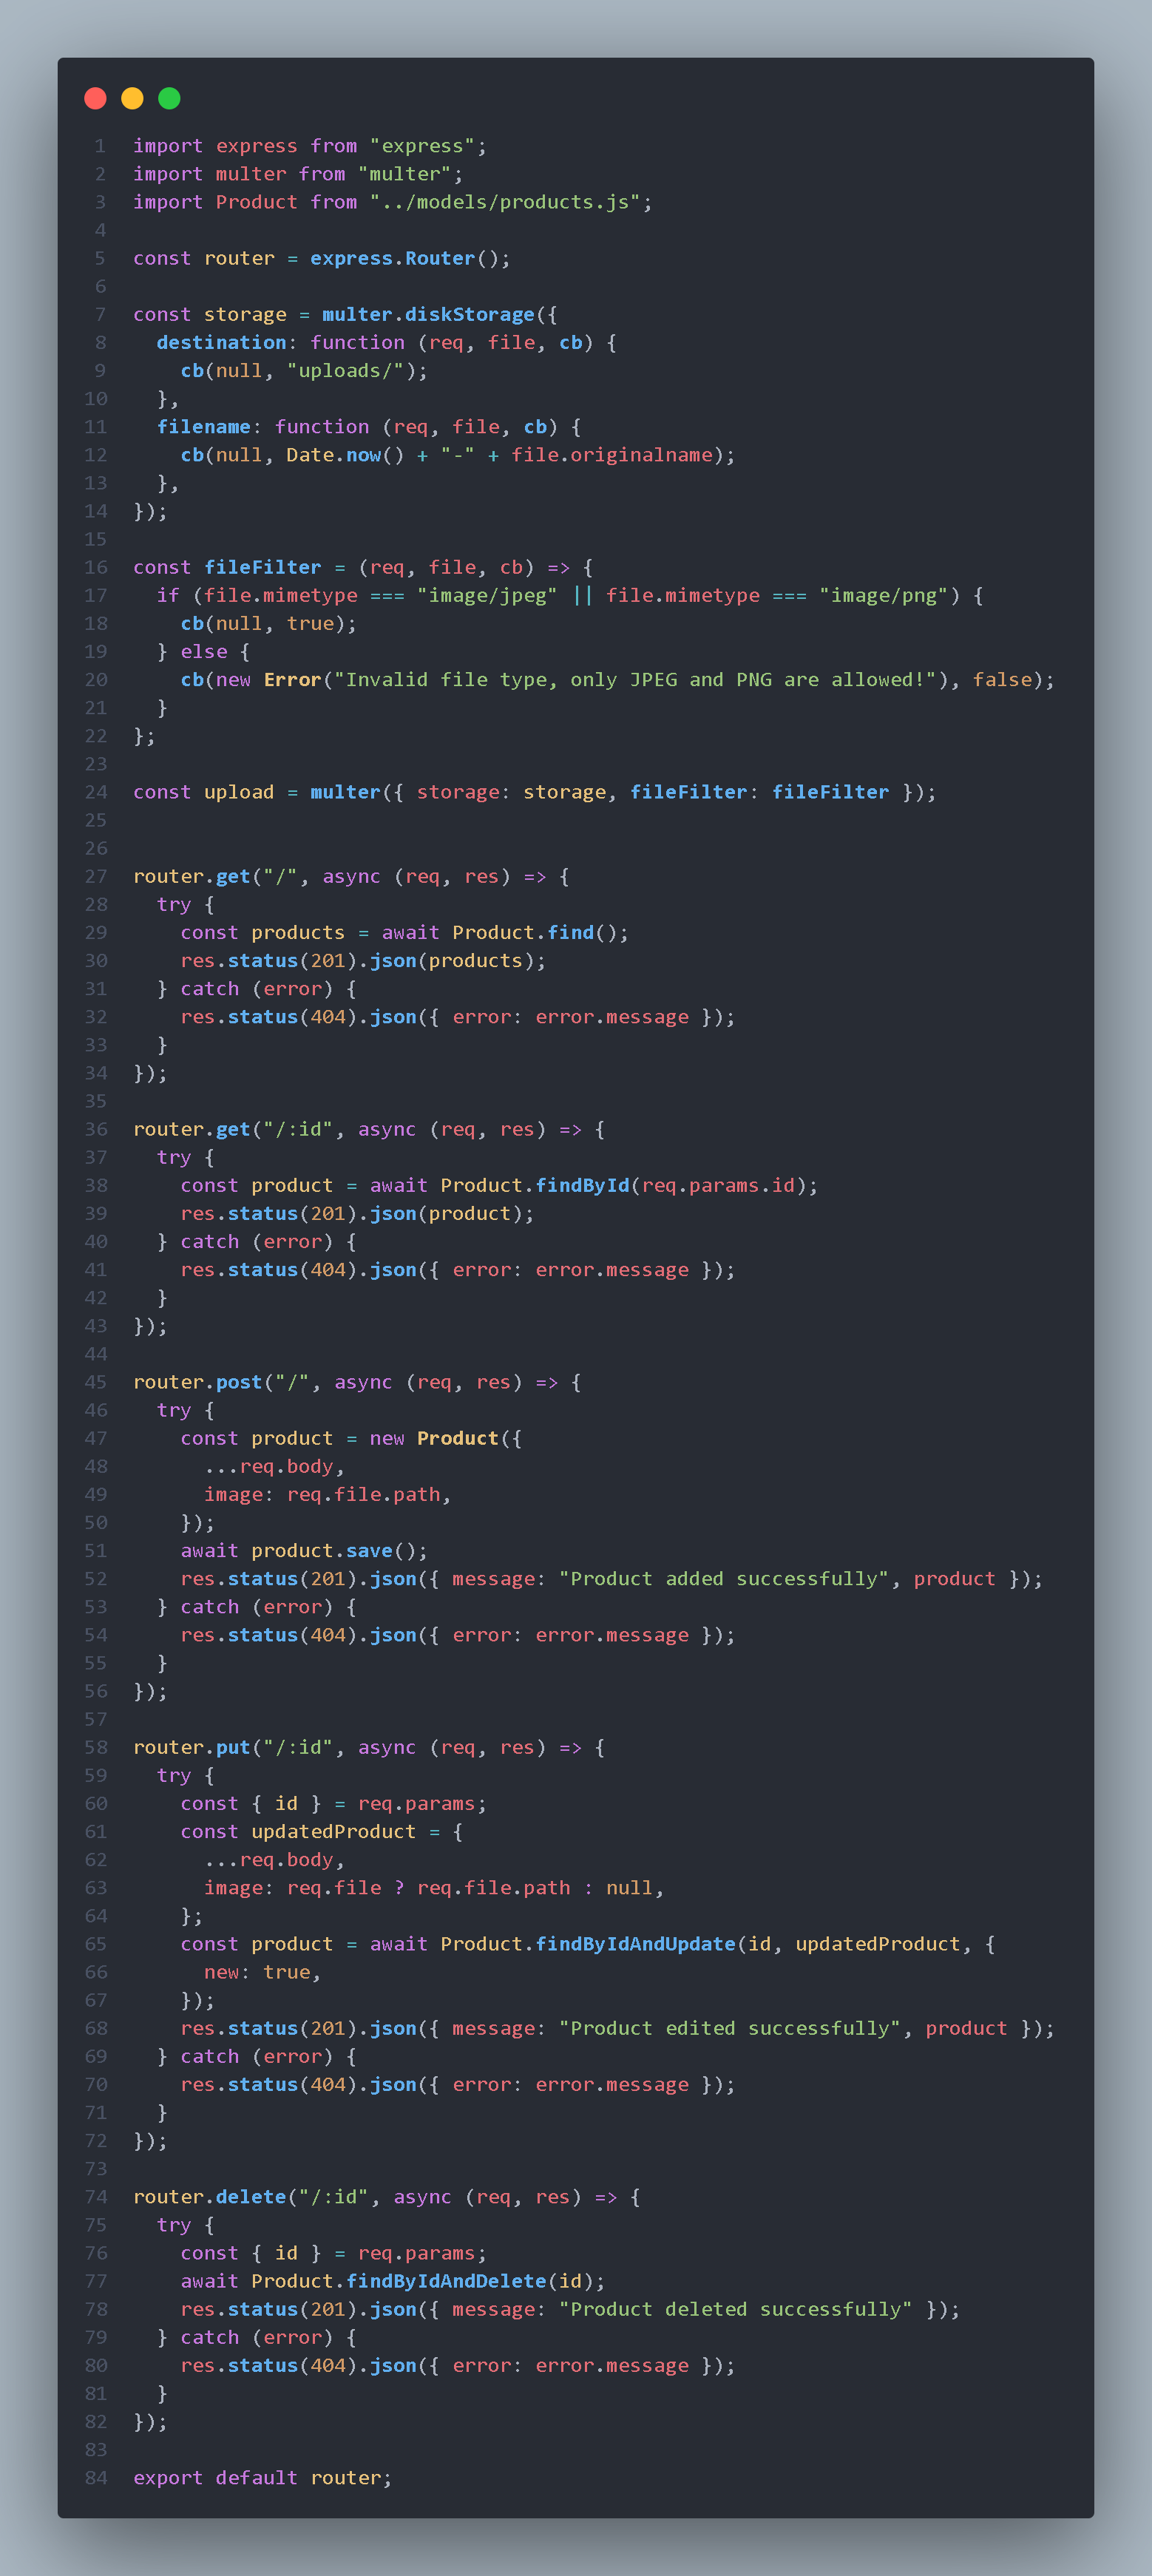 1 import express from "express";
2 import multer from "multer";
3 import Product from "../models/products.js";
4
5 const router = express.Router();
6
7 const storage = multer.diskStorage({
8   destination: function (req, file, cb) {
9     cb(null, "uploads/");
10   },
11   filename: function (req, file, cb) {
12     cb(null, Date.now() + "-" + file.originalname);
13   },
14 });
15
16 const fileFilter = (req, file, cb) => {
17   if (file.mimetype === "image/jpeg" || file.mimetype === "image/png") {
18     cb(null, true);
19   } else {
20     cb(new Error("Invalid file type, only JPEG and PNG are allowed!"), false);
21   }
22 };
23
24 const upload = multer({ storage: storage, fileFilter: fileFilter });
25
26
27 router.get("/", async (req, res) => {
28   try {
29     const products = await Product.find();
30     res.status(201).json(products);
31   } catch (error) {
32     res.status(404).json({ error: error.message });
33   }
34 });
35
36 router.get("/:id", async (req, res) => {
37   try {
38     const product = await Product.findById(req.params.id);
39     res.status(201).json(product);
40   } catch (error) {
41     res.status(404).json({ error: error.message });
42   }
43 });
44
45 router.post("/", async (req, res) => {
46   try {
47     const product = new Product({
48       ...req.body,
49       image: req.file.path,
50     });
51     await product.save();
52     res.status(201).json({ message: "Product added successfully", product });
53   } catch (error) {
54     res.status(404).json({ error: error.message });
55   }
56 });
57
58 router.put("/:id", async (req, res) => {
59   try {
60     const { id } = req.params;
61     const updatedProduct = {
62       ...req.body,
63       image: req.file ? req.file.path : null,
64     };
65     const product = await Product.findByIdAndUpdate(id, updatedProduct, {
66       new: true,
67     });
68     res.status(201).json({ message: "Product edited successfully", product });
69   } catch (error) {
70     res.status(404).json({ error: error.message });
71   }
72 });
73
74 router.delete("/:id", async (req, res) => {
75   try {
76     const { id } = req.params;
77     await Product.findByIdAndDelete(id);
78     res.status(201).json({ message: "Product deleted successfully" });
79   } catch (error) {
80     res.status(404).json({ error: error.message });
81   }
82 });
83
84 export default router;